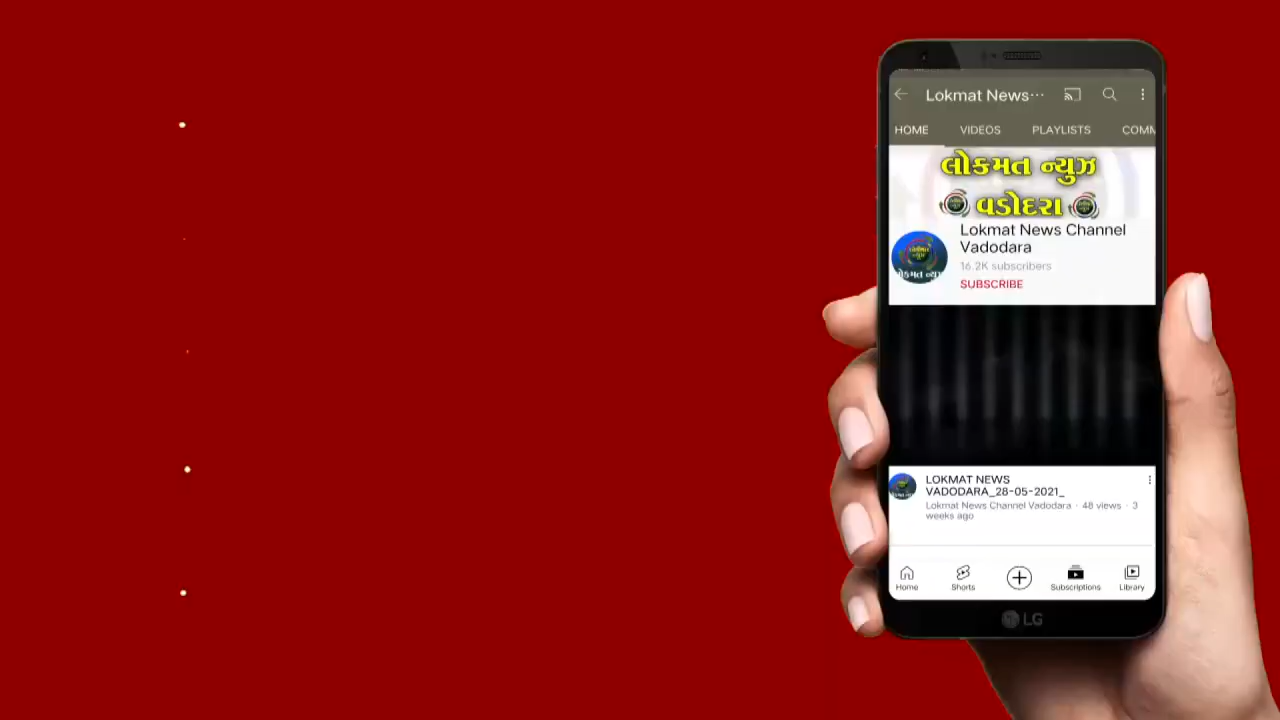 Lokmat News...
HOME VIDEOS PLAYLISTS COMM
લોકમત ન્યુઝ
વડોદરા
Lokmat News Channel
Vadodara
16.2K subscribers
SUBSCRIBE
LOKMAT NEWS
VADODARA_28-05-2021_
Lokmat News Channel Vadodara · 48 views · 3
weeks ago
Home Shorts Subscriptions Library
LG